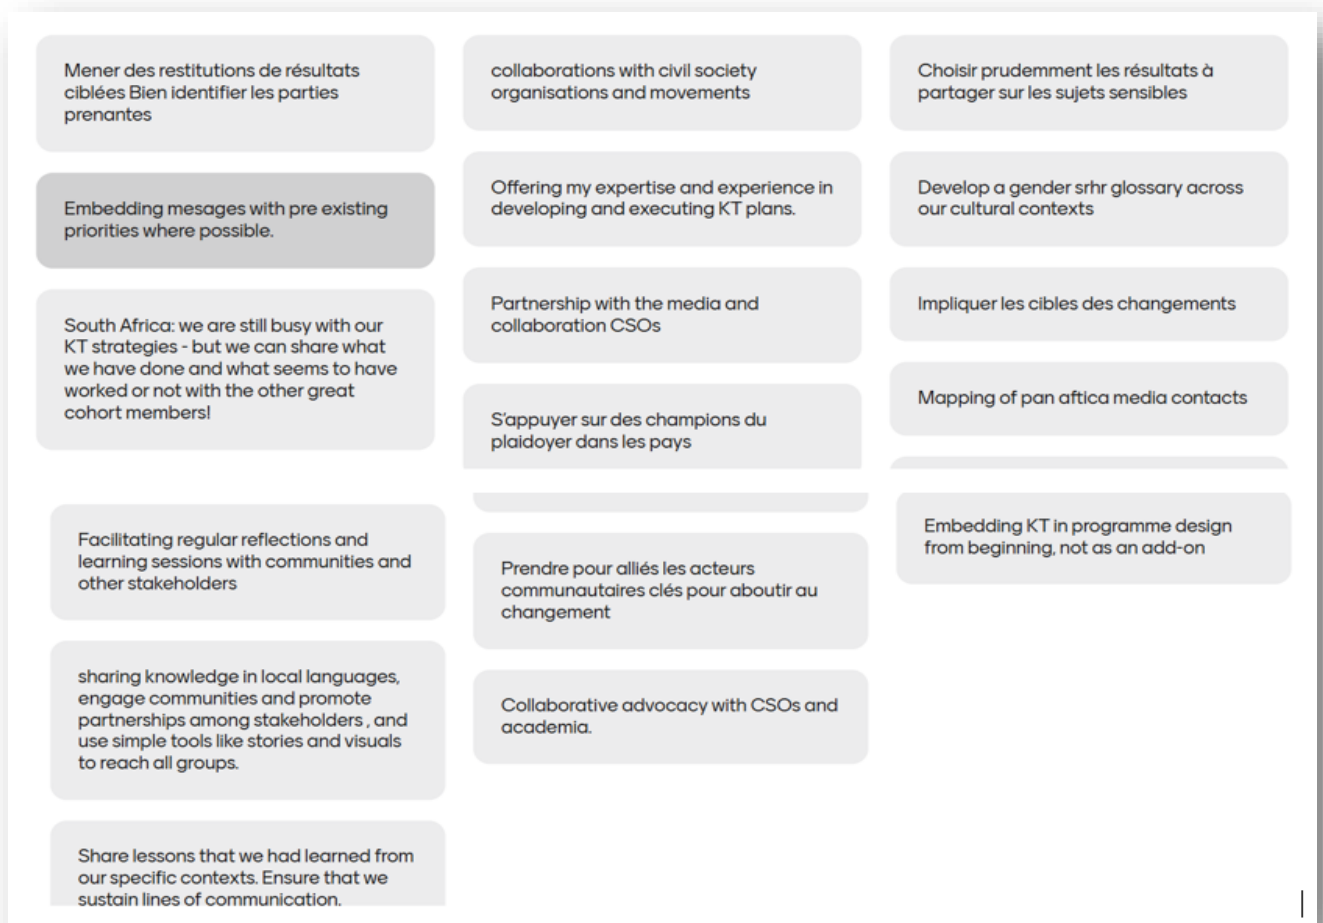 Mener des restitutions de résultats
ciblées Bien identifier les parties
prenantes
Embedding mesages with pre existing
priorities where possible.
South Africa: we are still busy with our
KT strategies - but we can share what
we have done and what seems to have
worked or not with the other great
cohort members!
collaborations with civil society
organisations and movements
Offering my expertise and experience in
developing and executing KT plans.
Partnership with the media and
collaboration CSOs
S'appuyer sur des champions du
plaidoyer dans les pays
Choisir prudemment les résultats à
partager sur les sujets sensibles
Develop a gender srhr glossary across
our cultural contexts
Impliquer les cibles des changements
Mapping of pan aftica media contacts
Facilitating regular reflections and
learning sessions with communities and
other stakeholders
sharing knowledge in local languages,
engage communities and promote
partnerships among stakeholders , and
use simple tools like stories and visuals
to reach all groups.
Share lessons that we had learned from
our specific contexts. Ensure that we
sustain lines of communication.
Prendre pour alliés les acteurs
communautaires clés pour aboutir au
changement
Collaborative advocacy with CSOs and
academia.
Embedding KT in programme design
from beginning, not as an add-on